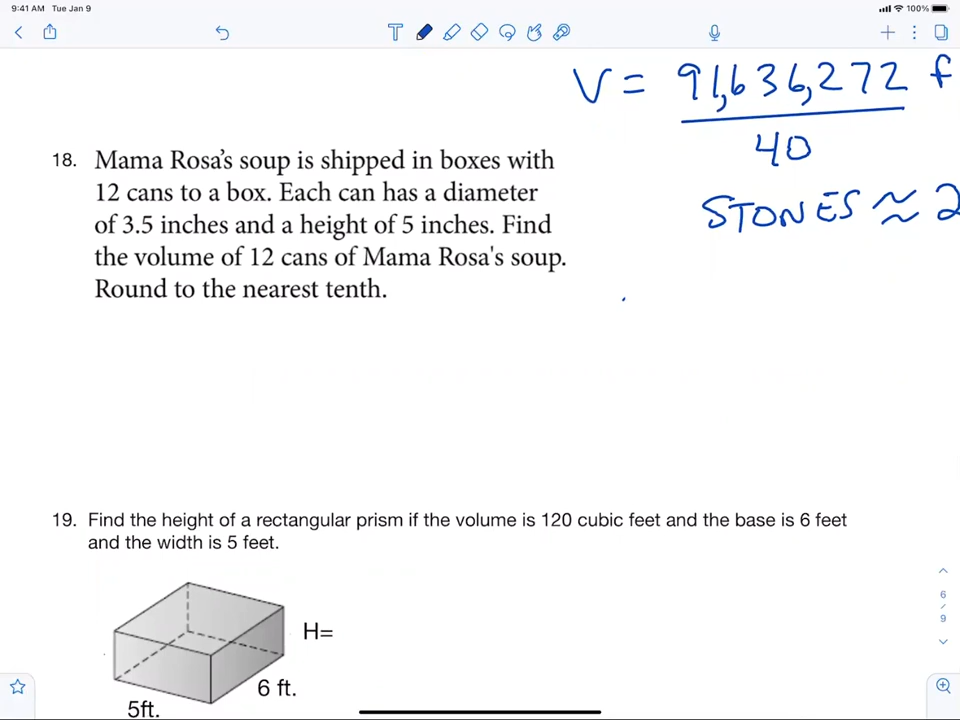 9:41 AM Tue Jan 9
100%
V = 91,636,272 f
40
STONES ≈ 2
18. Mama Rosa's soup is shipped in boxes with
12 cans to a box. Each can has a diameter
of 3.5 inches and a height of 5 inches. Find
the volume of 12 cans of Mama Rosa's soup.
Round to the nearest tenth.
19. Find the height of a rectangular prism if the volume is 120 cubic feet and the base is 6 feet
and the width is 5 feet.
H=
6 ft.
5ft.
6
/
9